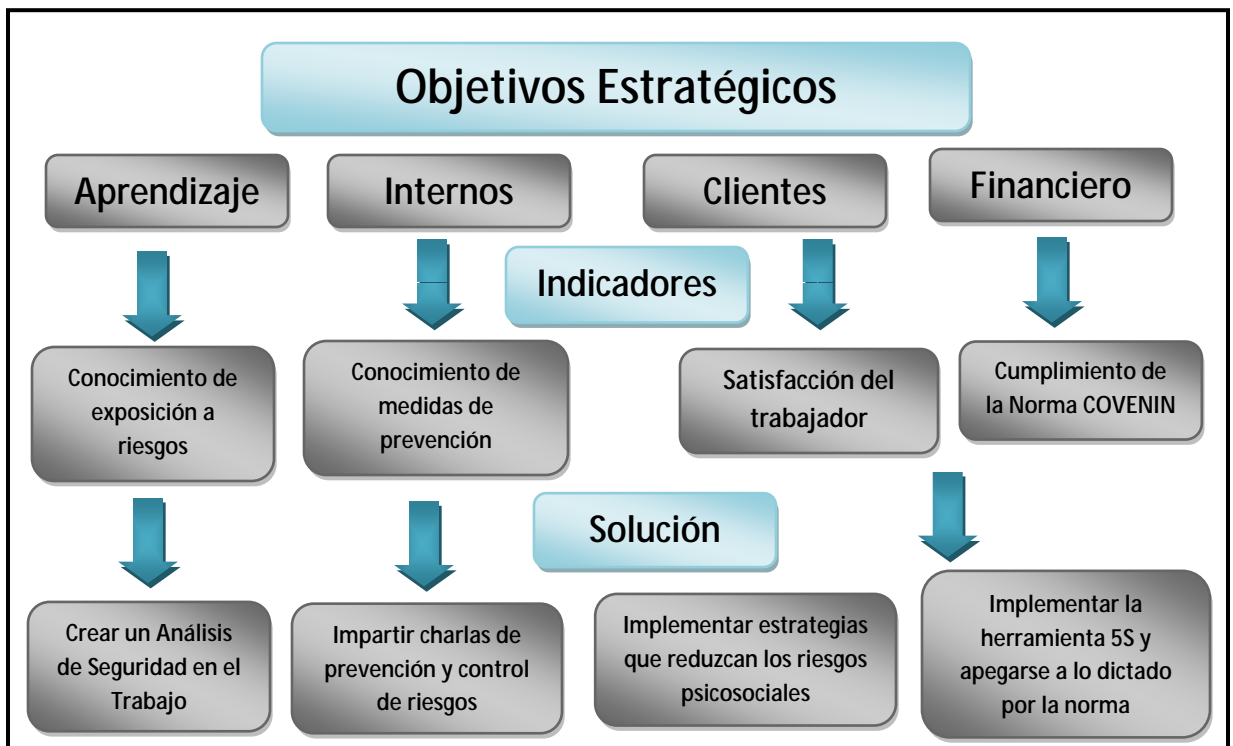 Objetivos Estratégicos
Aprendizaje
Internos
Clientes
Financiero
Indicadores
Conocimiento de
exposición a
riesgos
Conocimiento de
medidas de
prevención
Satisfacción del
trabajador
Cumplimiento de
la Norma COVENIN
Solución
Crear un Análisis
de Seguridad en el
Trabajo
Impartir charlas de
prevención y control
de riesgos
Implementar estrategias
que reduzcan los riesgos
psicosociales
Implementar la
herramienta 5S y
apegarse a lo dictado
por la norma